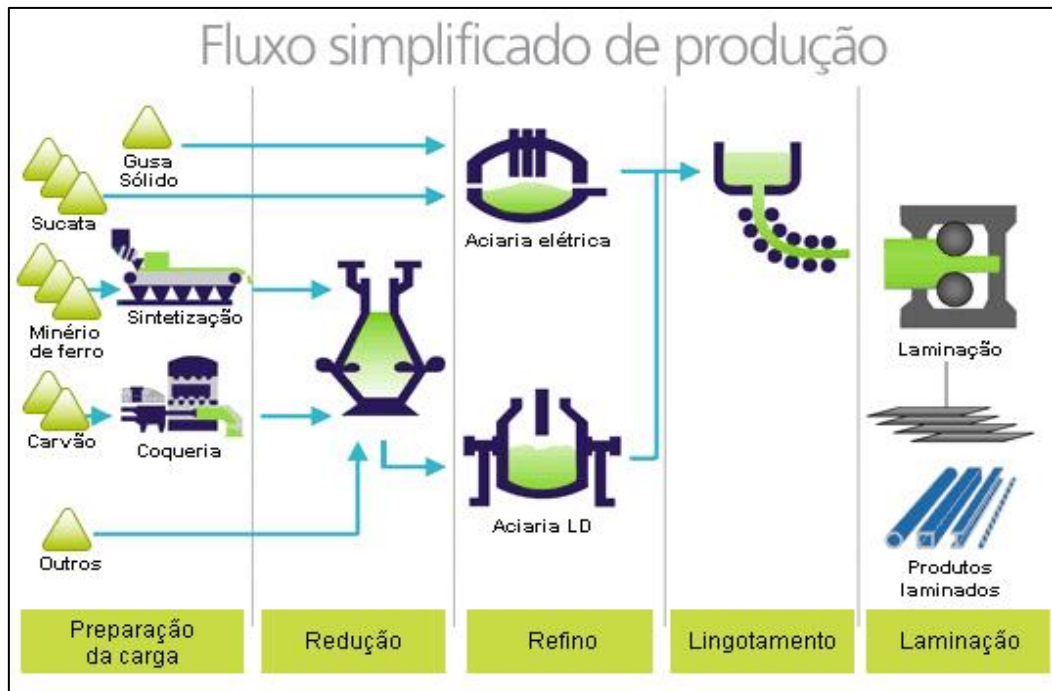 Fluxo simplificado de produção
Gusa
Sólido
Sucata
Aciaria elétrica
Minério
de ferro
Sintetização
Laminação
Carvão
Coqueria
Aciaria LD
Outros
Produtos
laminados
Preparação
da carga
Redução
Refino
Lingotamento
Laminação